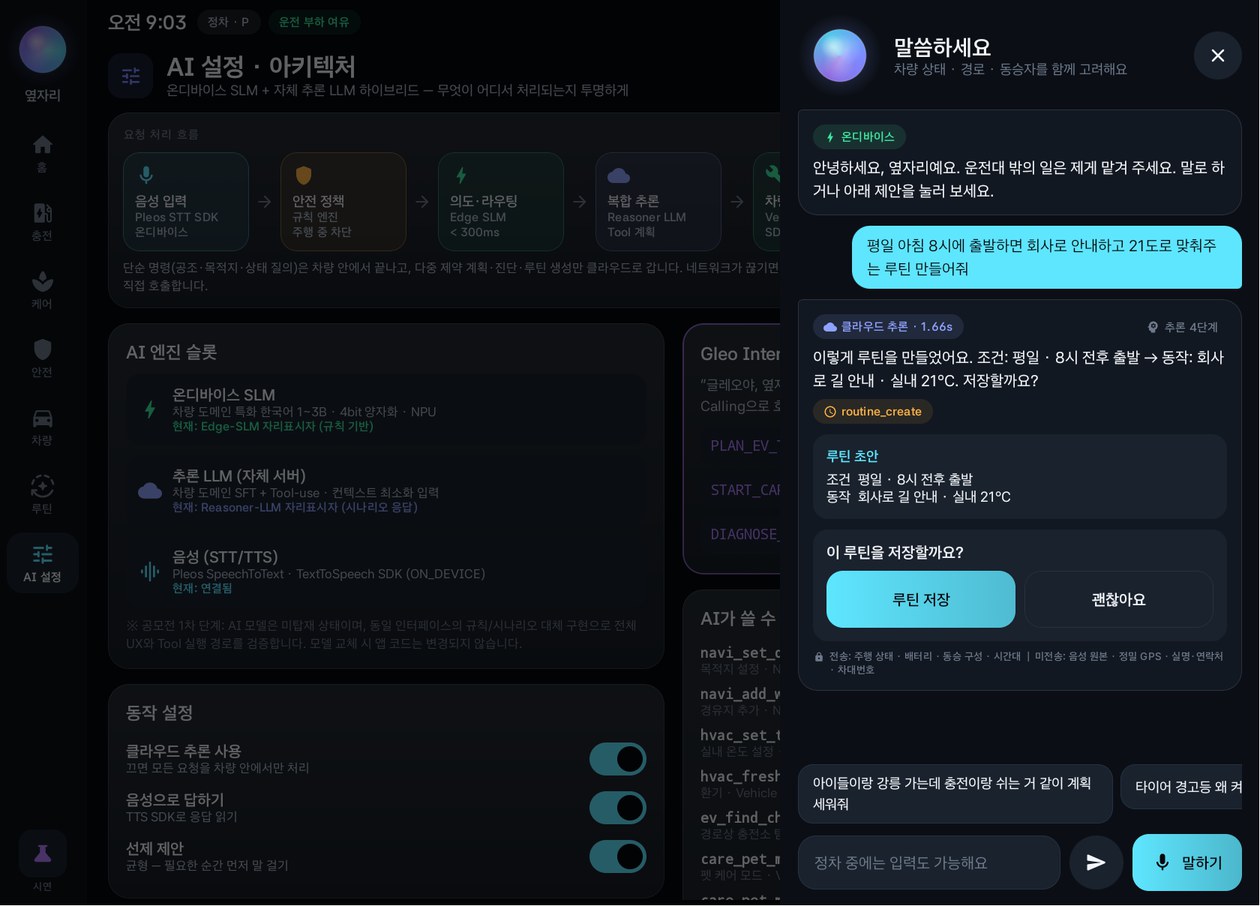 오전 9:03
정차 · P
운전 부하 여유
옆자리
홈
충전
케어
안전
차량
루틴
AI 설정
시연
AI 설정 · 아키텍처
온디바이스 SLM + 자체 추론 LLM 하이브리드 — 무엇이 어디서 처리되는지 투명하게
요청 처리 흐름
음성 입력
Pleos STT SDK
온디바이스
안전 정책
규칙 엔진
주행 중 차단
의도·라우팅
Edge SLM
< 300ms
복합 추론
Reasoner LLM
Tool 계획
차
Ve
SD
단순 명령(공조·목적지·상태 질의)은 차량 안에서 끝나고, 다중 제약 계획·진단·루틴 생성만 클라우드로 갑니다. 네트워크가 끊기면
직접 호출합니다.
AI 엔진 슬롯
온디바이스 SLM
차량 도메인 특화 한국어 1~3B · 4bit 양자화 · NPU
현재: Edge-SLM 자리표시자 (규칙 기반)
추론 LLM (자체 서버)
차량 도메인 SFT + Tool-use · 컨텍스트 최소화 입력
현재: Reasoner-LLM 자리표시자 (시나리오 응답)
음성 (STT/TTS)
Pleos SpeechToText · TextToSpeech SDK (ON_DEVICE)
현재: 연결됨
※ 공모전 1차 단계: AI 모델은 미탑재 상태이며, 동일 인터페이스의 규칙/시나리오 대체 구현으로 전체
UX와 Tool 실행 경로를 검증합니다. 모델 교체 시 앱 코드는 변경되지 않습니다.
동작 설정
클라우드 추론 사용
끄면 모든 요청을 차량 안에서만 처리
음성으로 답하기
TTS SDK로 응답 읽기
선제 제안
균형 — 필요한 순간 먼저 말 걸기
Gleo Inter
"글레오야, 옆자
Calling으로 호
PLAN_EV_T
START_CAR
DIAGNOSE_
AI가 쓸 수
navi_set_d
목적지 설정 · N
navi_add_w
경유지 추가 · N
hvac_set_t
실내 온도 설정 ·
hvac_fresh
환기 · Vehicle
ev_find_ch
경로상 충전소 탐
care_pet_m
펫 케어 모드 · V
말씀하세요
차량 상태 · 경로 · 동승자를 함께 고려해요
온디바이스
안녕하세요, 옆자리예요. 운전대 밖의 일은 제게 맡겨 주세요. 말로 하
거나 아래 제안을 눌러 보세요.
평일 아침 8시에 출발하면 회사로 안내하고 21도로 맞춰주
는 루틴 만들어줘
클라우드 추론 · 1.66s
추론 4단계
이렇게 루틴을 만들었어요. 조건: 평일 · 8시 전후 출발 → 동작: 회사
로 길 안내 · 실내 21°C. 저장할까요?
routine_create
루틴 초안
조건 평일 · 8시 전후 출발
동작 회사로 길 안내 · 실내 21°C
이 루틴을 저장할까요?
루틴 저장
괜찮아요
전송: 주행 상태 · 배터리 · 동승 구성 · 시간대 | 미전송: 음성 원본 · 정밀 GPS · 실명·연락처
· 차대번호
아이들이랑 강릉 가는데 충전이랑 쉬는 거 같이 계획
세워줘
타이어 경고등 왜 켜
정차 중에는 입력도 가능해요
말하기